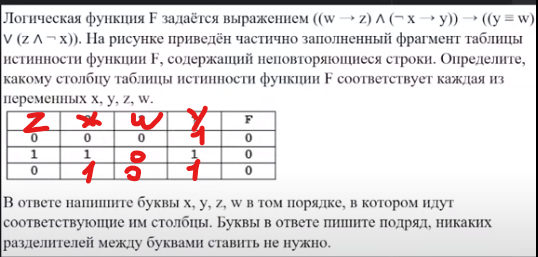 Логическая функция F задаётся выражением ((w → z) ∧ (¬ x → y)) → ((y ≡ w)
∨ (z ∧ ¬ x)). На рисунке приведён частично заполненный фрагмент таблицы
истинности функции F, содержащий неповторяющиеся строки. Определите,
какому столбцу таблицы истинности функции F соответствует каждая из
переменных x, y, z, w.
z x w y F
0 0 0 1 0
1 1 0 1 0
0 1 0 1 0
В ответе напишите буквы x, y, z, w в том порядке, в котором идут
соответствующие им столбцы. Буквы в ответе пишите подряд, никаких
разделителей между буквами ставить не нужно.